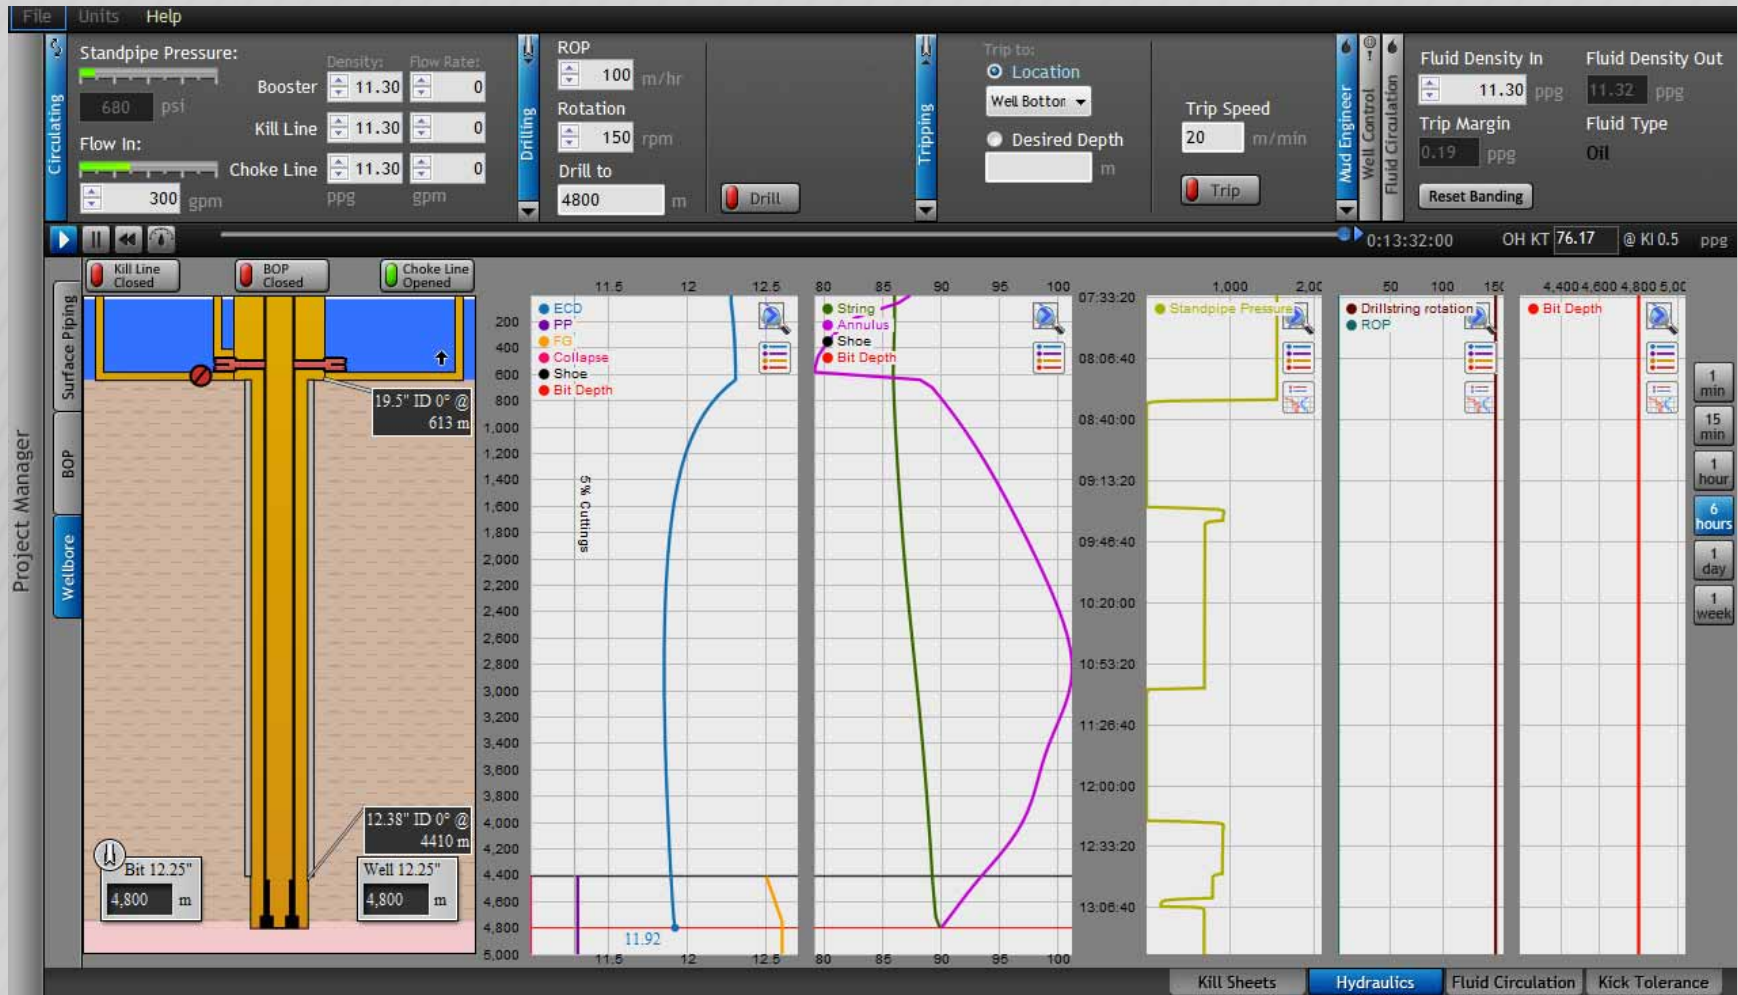 File Units Help
Standpipe Pressure:
680 psi
Flow In:
300 gpm
Circulating
Density: Flow Rate:
Booster 11.30 0
Kill Line 11.30 0
Choke Line 11.30 0
ppg gpm
Drilling
ROP
100 m/hr
Rotation
150 rpm
Drill to
4800 m
Drill
Tripping
Trip to:
Location
Well Bottor
Desired Depth
m
Trip Speed
20 m/min
Trip
Mud Engineer
Well Control
Fluid Circulation
Fluid Density In
11.30 ppg
Trip Margin
0.19 ppg
Reset Banding
Fluid Density Out
11.32 ppg
Fluid Type
Oil
0:13:32:00 OH KT 76.17 @ KI 0.5 ppg
Project Manager
Surface Piping
BOP
Wellbore
Kill Line
Closed
BOP
Closed
Choke Line
Opened
19.5" ID 0° @
613 m
12.38" ID 0° @
4410 m
Bit 12.25"
4,800 m
Well 12.25"
4,800 m
200
400
600
800
1,000
1,200
1,400
1,600
1,800
2,000
2,200
2,400
2,600
2,800
3,000
3,200
3,400
3,600
3,800
4,000
4,200
4,400
4,600
4,800
5,000
11.5 12 12.5
ECD
PP
FG
Collapse
Shoe
Bit Depth
5% Cuttings
11.92
11.5 12 12.5
80 85 90 95 100
String
Annulus
Shoe
Bit Depth
80 85 90 95 100
07:33:20
08:06:40
08:40:00
09:13:20
09:46:40
10:20:00
10:53:20
11:26:40
12:00:00
12:33:20
13:06:40
1,000 2,00
Standpipe Pressure
50 100 150
Drillstring rotation
ROP
4,400 4,600 4,800 5,00
Bit Depth
1
min
15
min
1
hour
6
hours
1
day
1
week
Kill Sheets Hydraulics Fluid Circulation Kick Tolerance